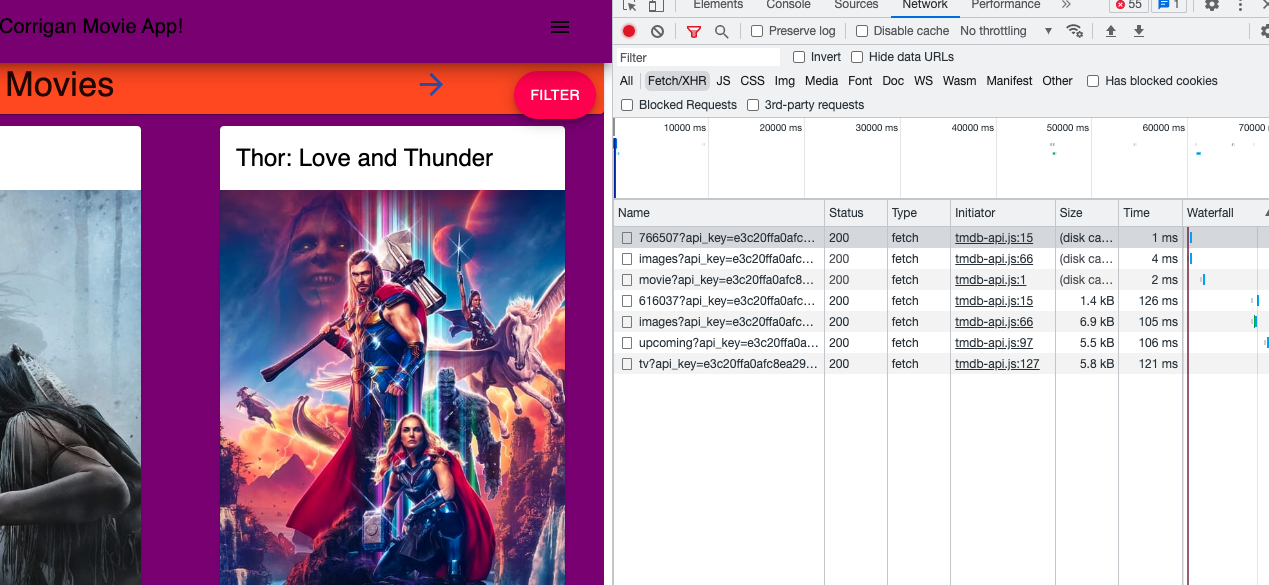 Corrigan Movie App!
Movies
FILTER
Thor: Love and Thunder
Elements Console Sources Network Performance » 55 1
Preserve log Disable cache No throttling
Filter Invert Hide data URLs
All Fetch/XHR JS CSS Img Media Font Doc WS Wasm Manifest Other Has blocked cookies
Blocked Requests 3rd-party requests
10000 ms 20000 ms 30000 ms 40000 ms 50000 ms 60000 ms 70000
Name Status Type Initiator Size Time Waterfall
766507?api_key=e3c20ffa0afc... 200 fetch tmdb-api.js:15 (disk ca... 1 ms
images?api_key=e3c20ffa0afc... 200 fetch tmdb-api.js:66 (disk ca... 4 ms
movie?api_key=e3c20ffa0afc8... 200 fetch tmdb-api.js:1 (disk ca... 2 ms
616037?api_key=e3c20ffa0afc... 200 fetch tmdb-api.js:15 1.4 kB 126 ms
images?api_key=e3c20ffa0afc... 200 fetch tmdb-api.js:66 6.9 kB 105 ms
upcoming?api_key=e3c20ffa0a... 200 fetch tmdb-api.js:97 5.5 kB 106 ms
tv?api_key=e3c20ffa0afc8ea29... 200 fetch tmdb-api.js:127 5.8 kB 121 ms